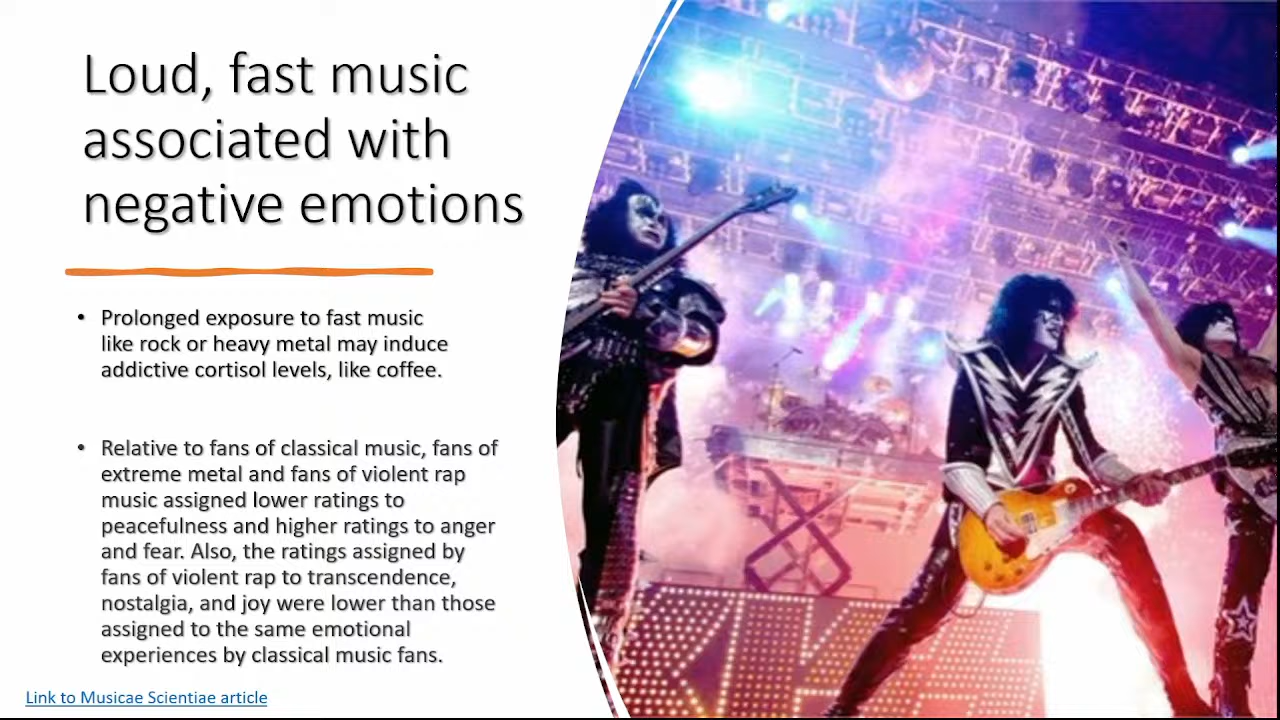 Loud, fast music
associated with
negative emotions
• Prolonged exposure to fast music
like rock or heavy metal may induce
addictive cortisol levels, like coffee.
• Relative to fans of classical music, fans of
extreme metal and fans of violent rap
music assigned lower ratings to
peacefulness and higher ratings to anger
and fear. Also, the ratings assigned by
fans of violent rap to transcendence,
nostalgia, and joy were lower than those
assigned to the same emotional
experiences by classical music fans.
Link to Musicae Scientiae article